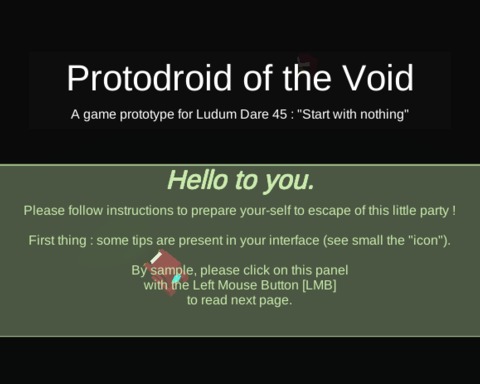 Protodroid of the Void
A game prototype for Ludum Dare 45 : "Start with nothing"
Hello to you.
Please follow instructions to prepare your-self to escape of this little party !
First thing : some tips are present in your interface (see small the "icon").
By sample, please click on this panel
with the Left Mouse Button [LMB]
to read next page.